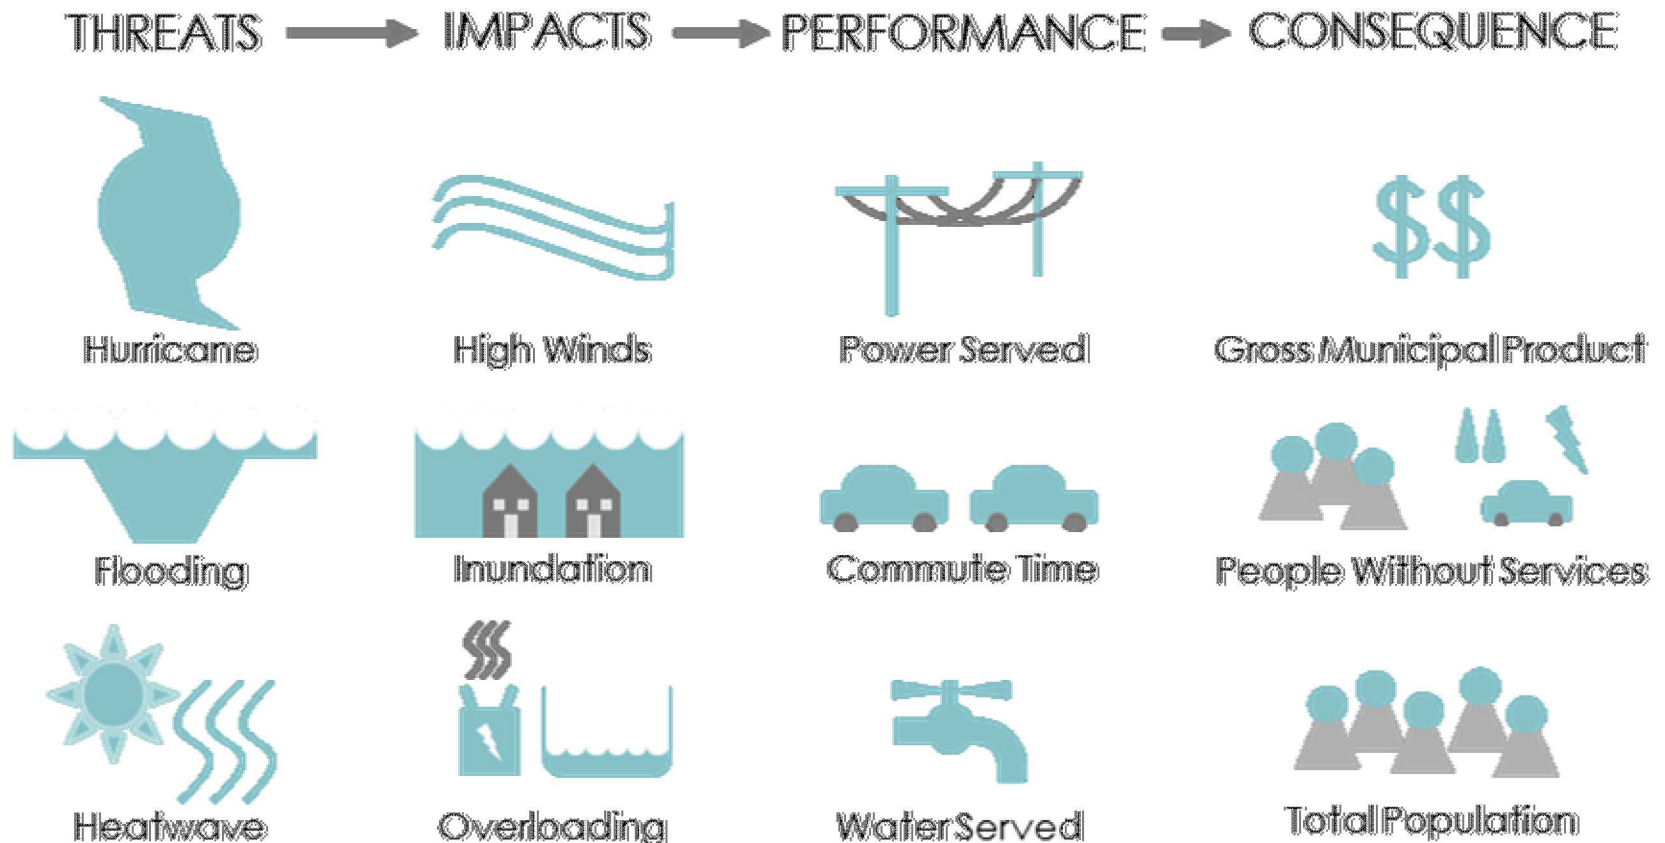 THREATS IMPACTS PERFORMANCE CONSEQUENCE
Hurricane High Winds Power Served Gross Municipal Product
Flooding Inundation Commute Time People Without Services
Heatwave Overloading Water Served Total Population